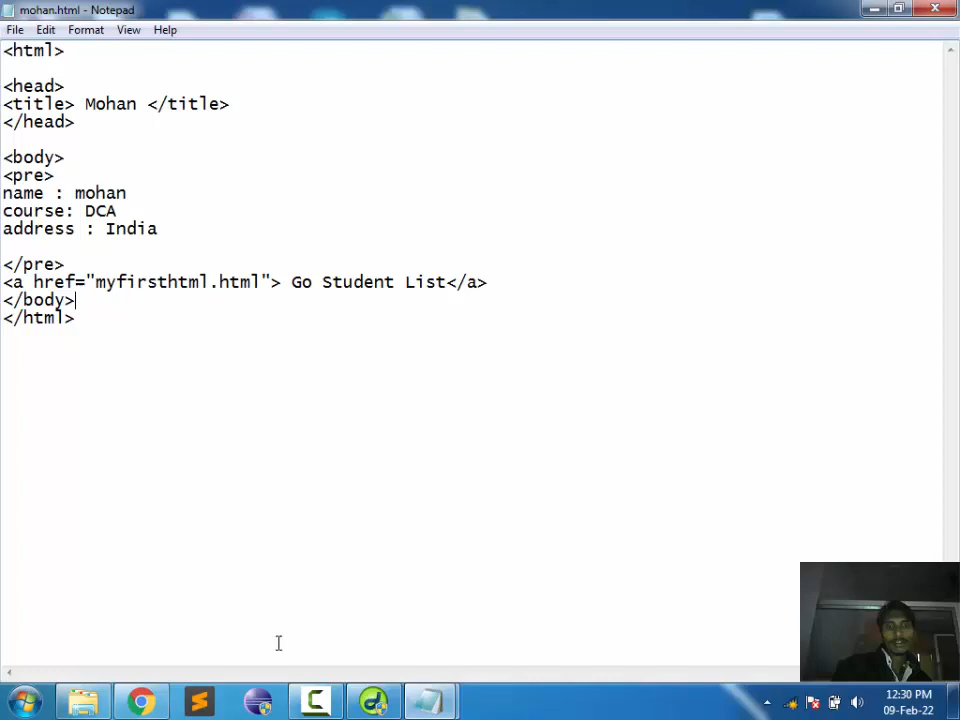 mohan.html - Notepad
File Edit Format View Help
<html>
<head>
<title> Mohan </title>
</head>
<body>
<pre>
name : mohan
course: DCA
address : India
</pre>
<a href="myfirsthtml.html"> Go Student List</a>
</body>
</html>
12:30 PM
09-Feb-22